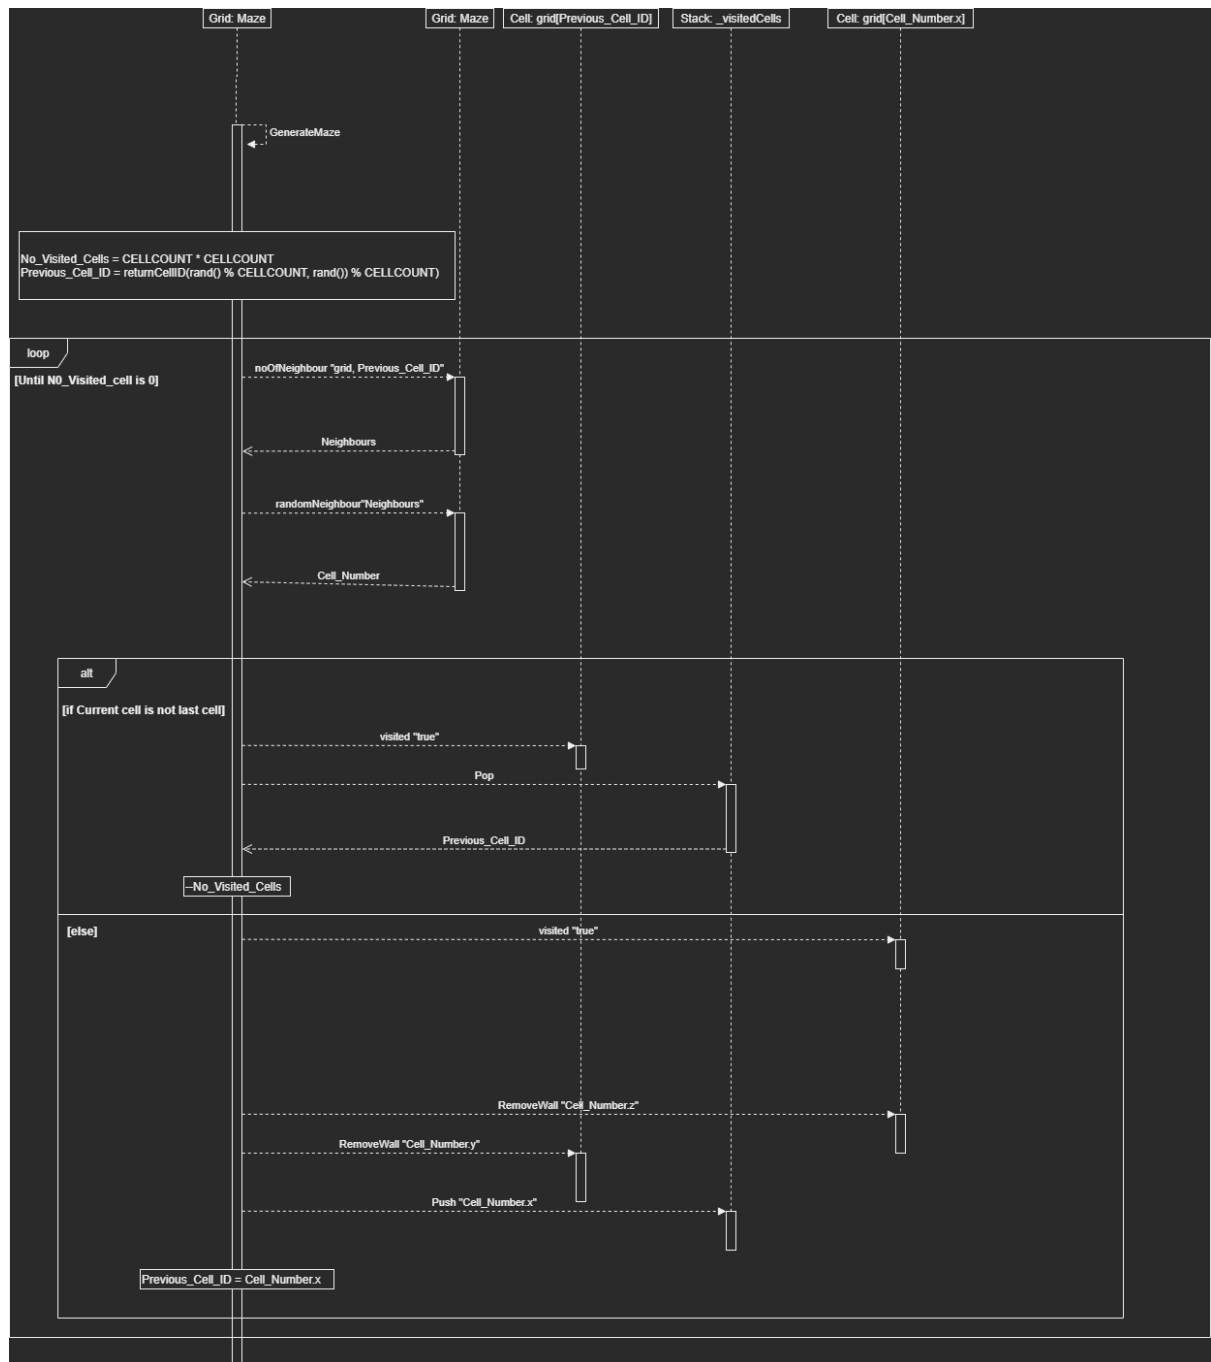 Grid: Maze
Grid: Maze
Cell: grid[Previous_Cell_ID]
Stack: _visitedCells
Cell: grid[Cell_Number.x]
GenerateMaze
No_Visited_Cells = CELLCOUNT * CELLCOUNT
Previous_Cell_ID = returnCellID(rand() % CELLCOUNT, rand()) % CELLCOUNT)
loop
[Until N0_Visited_cell is 0]
noOfNeighbour "grid, Previous_Cell_ID"
Neighbours
randomNeighbour"Neighbours"
Cell_Number
alt
[if Current cell is not last cell]
visited "true"
Pop
Previous_Cell_ID
--No_Visited_Cells
[else]
visited "true"
RemoveWall "Cell_Number.z"
RemoveWall "Cell_Number.y"
Push "Cell_Number.x"
Previous_Cell_ID = Cell_Number.x